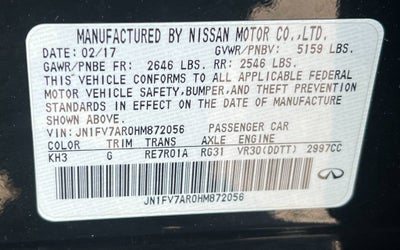 MANUFACTURED BY NISSAN MOTOR CO.,LTD.
DATE: 02/17 GVWR/PNBV: 5159 LBS.
GAWR/PNBE FR: 2646 LBS. RR: 2546 LBS.
THIS VEHICLE CONFORMS TO ALL APPLICABLE FEDERAL
MOTOR VEHICLE SAFETY, BUMPER, AND THEFT PREVENTION
STANDARDS IN EFFECT ON THE DATE OF MANUFACTURE
SHOWN ABOVE.
VIN: JN1FV7AR0HM872056 PASSENGER CAR
COLOR TRIM TRANS AXLE ENGINE
KH3 G RE7R01A RG31 VR30(DDTT) 2997CC
JN1FV7AR0HM872056
INFINITI